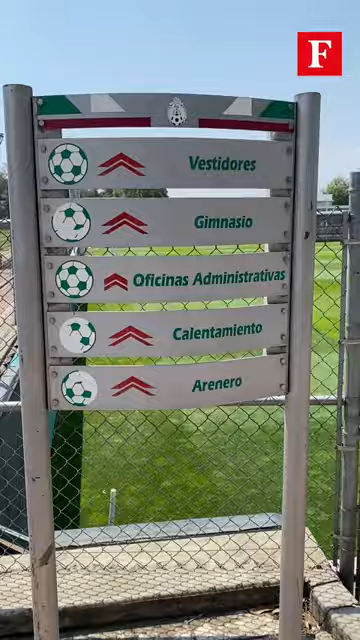 F
Vestidores
Gimnasio
Oficinas Administrativas
Calentamiento
Arenero